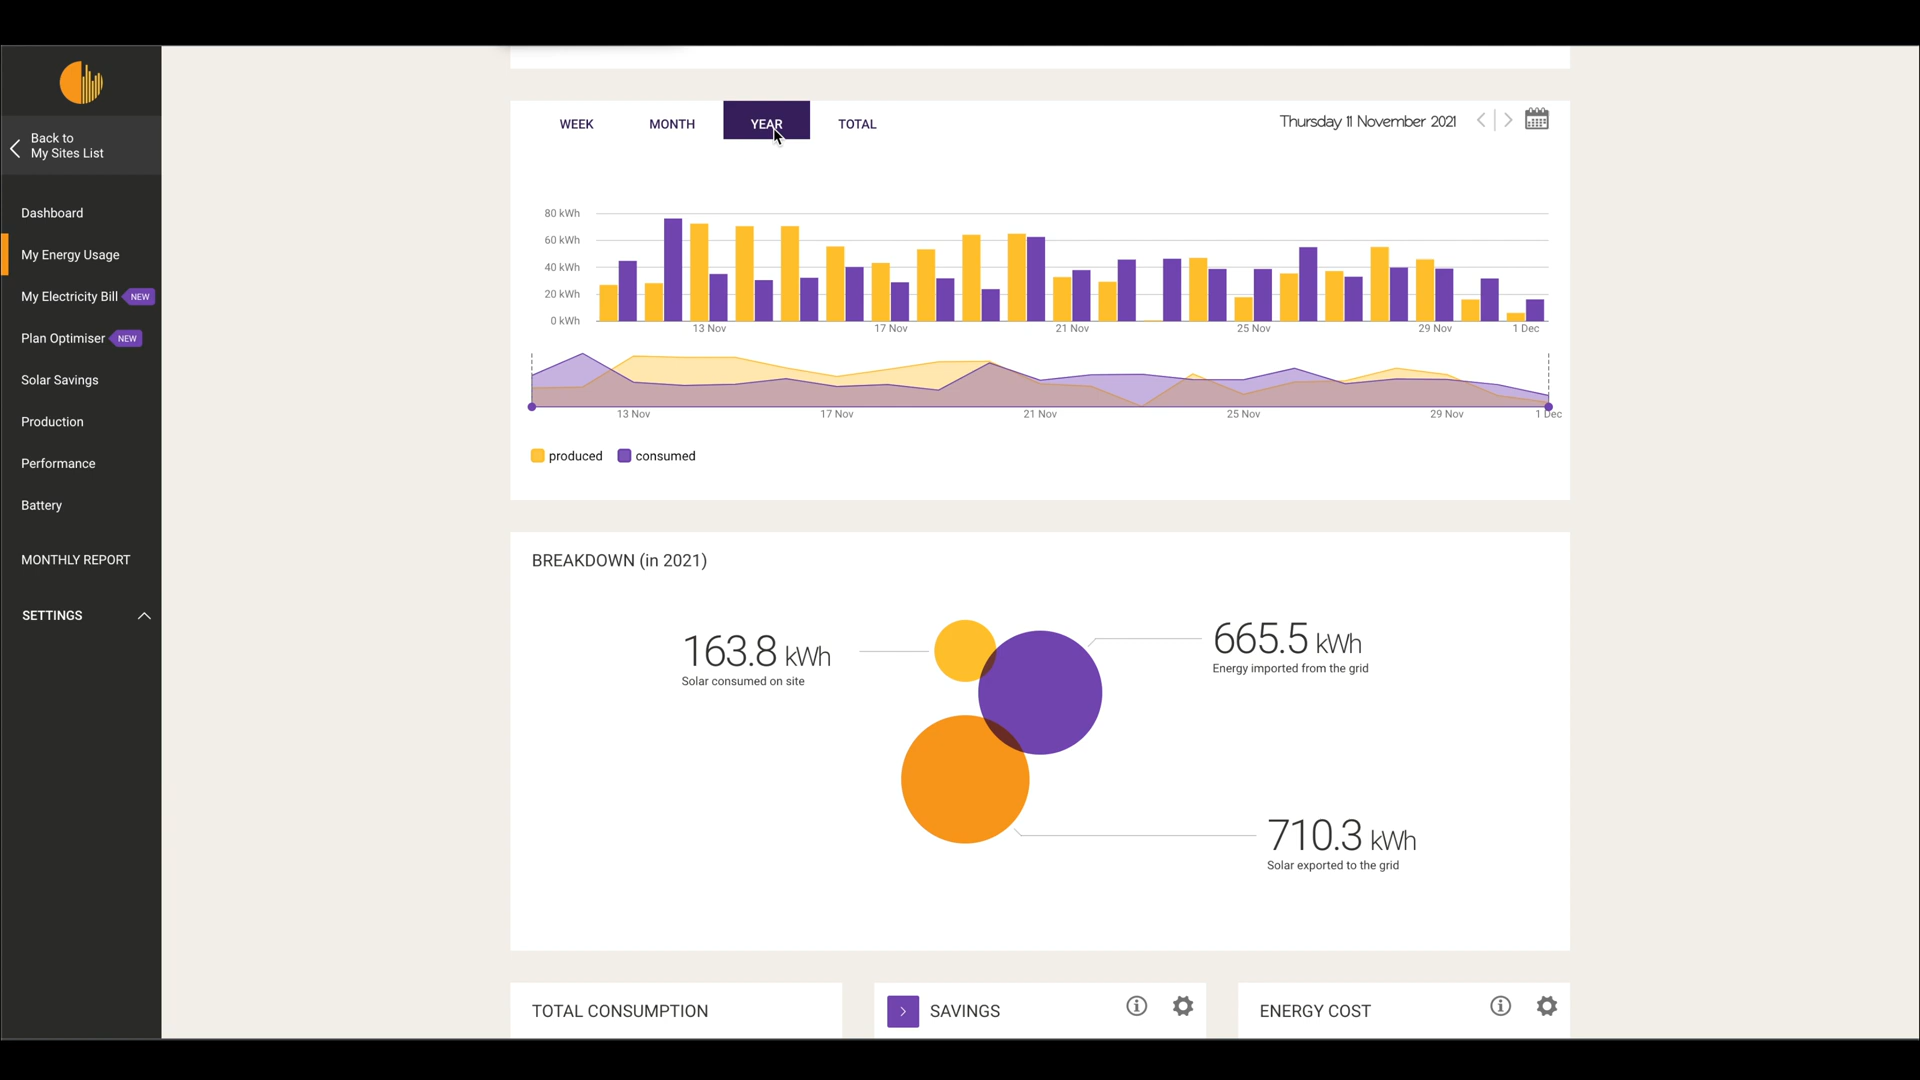 Back to
My Sites List
Dashboard
My Energy Usage
My Electricity Bill NEW
Plan Optimiser NEW
Solar Savings
Production
Performance
Battery
MONTHLY REPORT
SETTINGS
WEEK MONTH YEAR TOTAL
Thursday 11 November 2021
80 kWh
60 kWh
40 kWh
20 kWh
0 kWh
13 Nov 17 Nov 21 Nov 25 Nov 29 Nov 1 Dec
13 Nov 17 Nov 21 Nov 25 Nov 29 Nov 1 Dec
produced consumed
BREAKDOWN (in 2021)
163.8 kWh
Solar consumed on site
665.5 kWh
Energy imported from the grid
710.3 kWh
Solar exported to the grid
TOTAL CONSUMPTION
SAVINGS
ENERGY COST